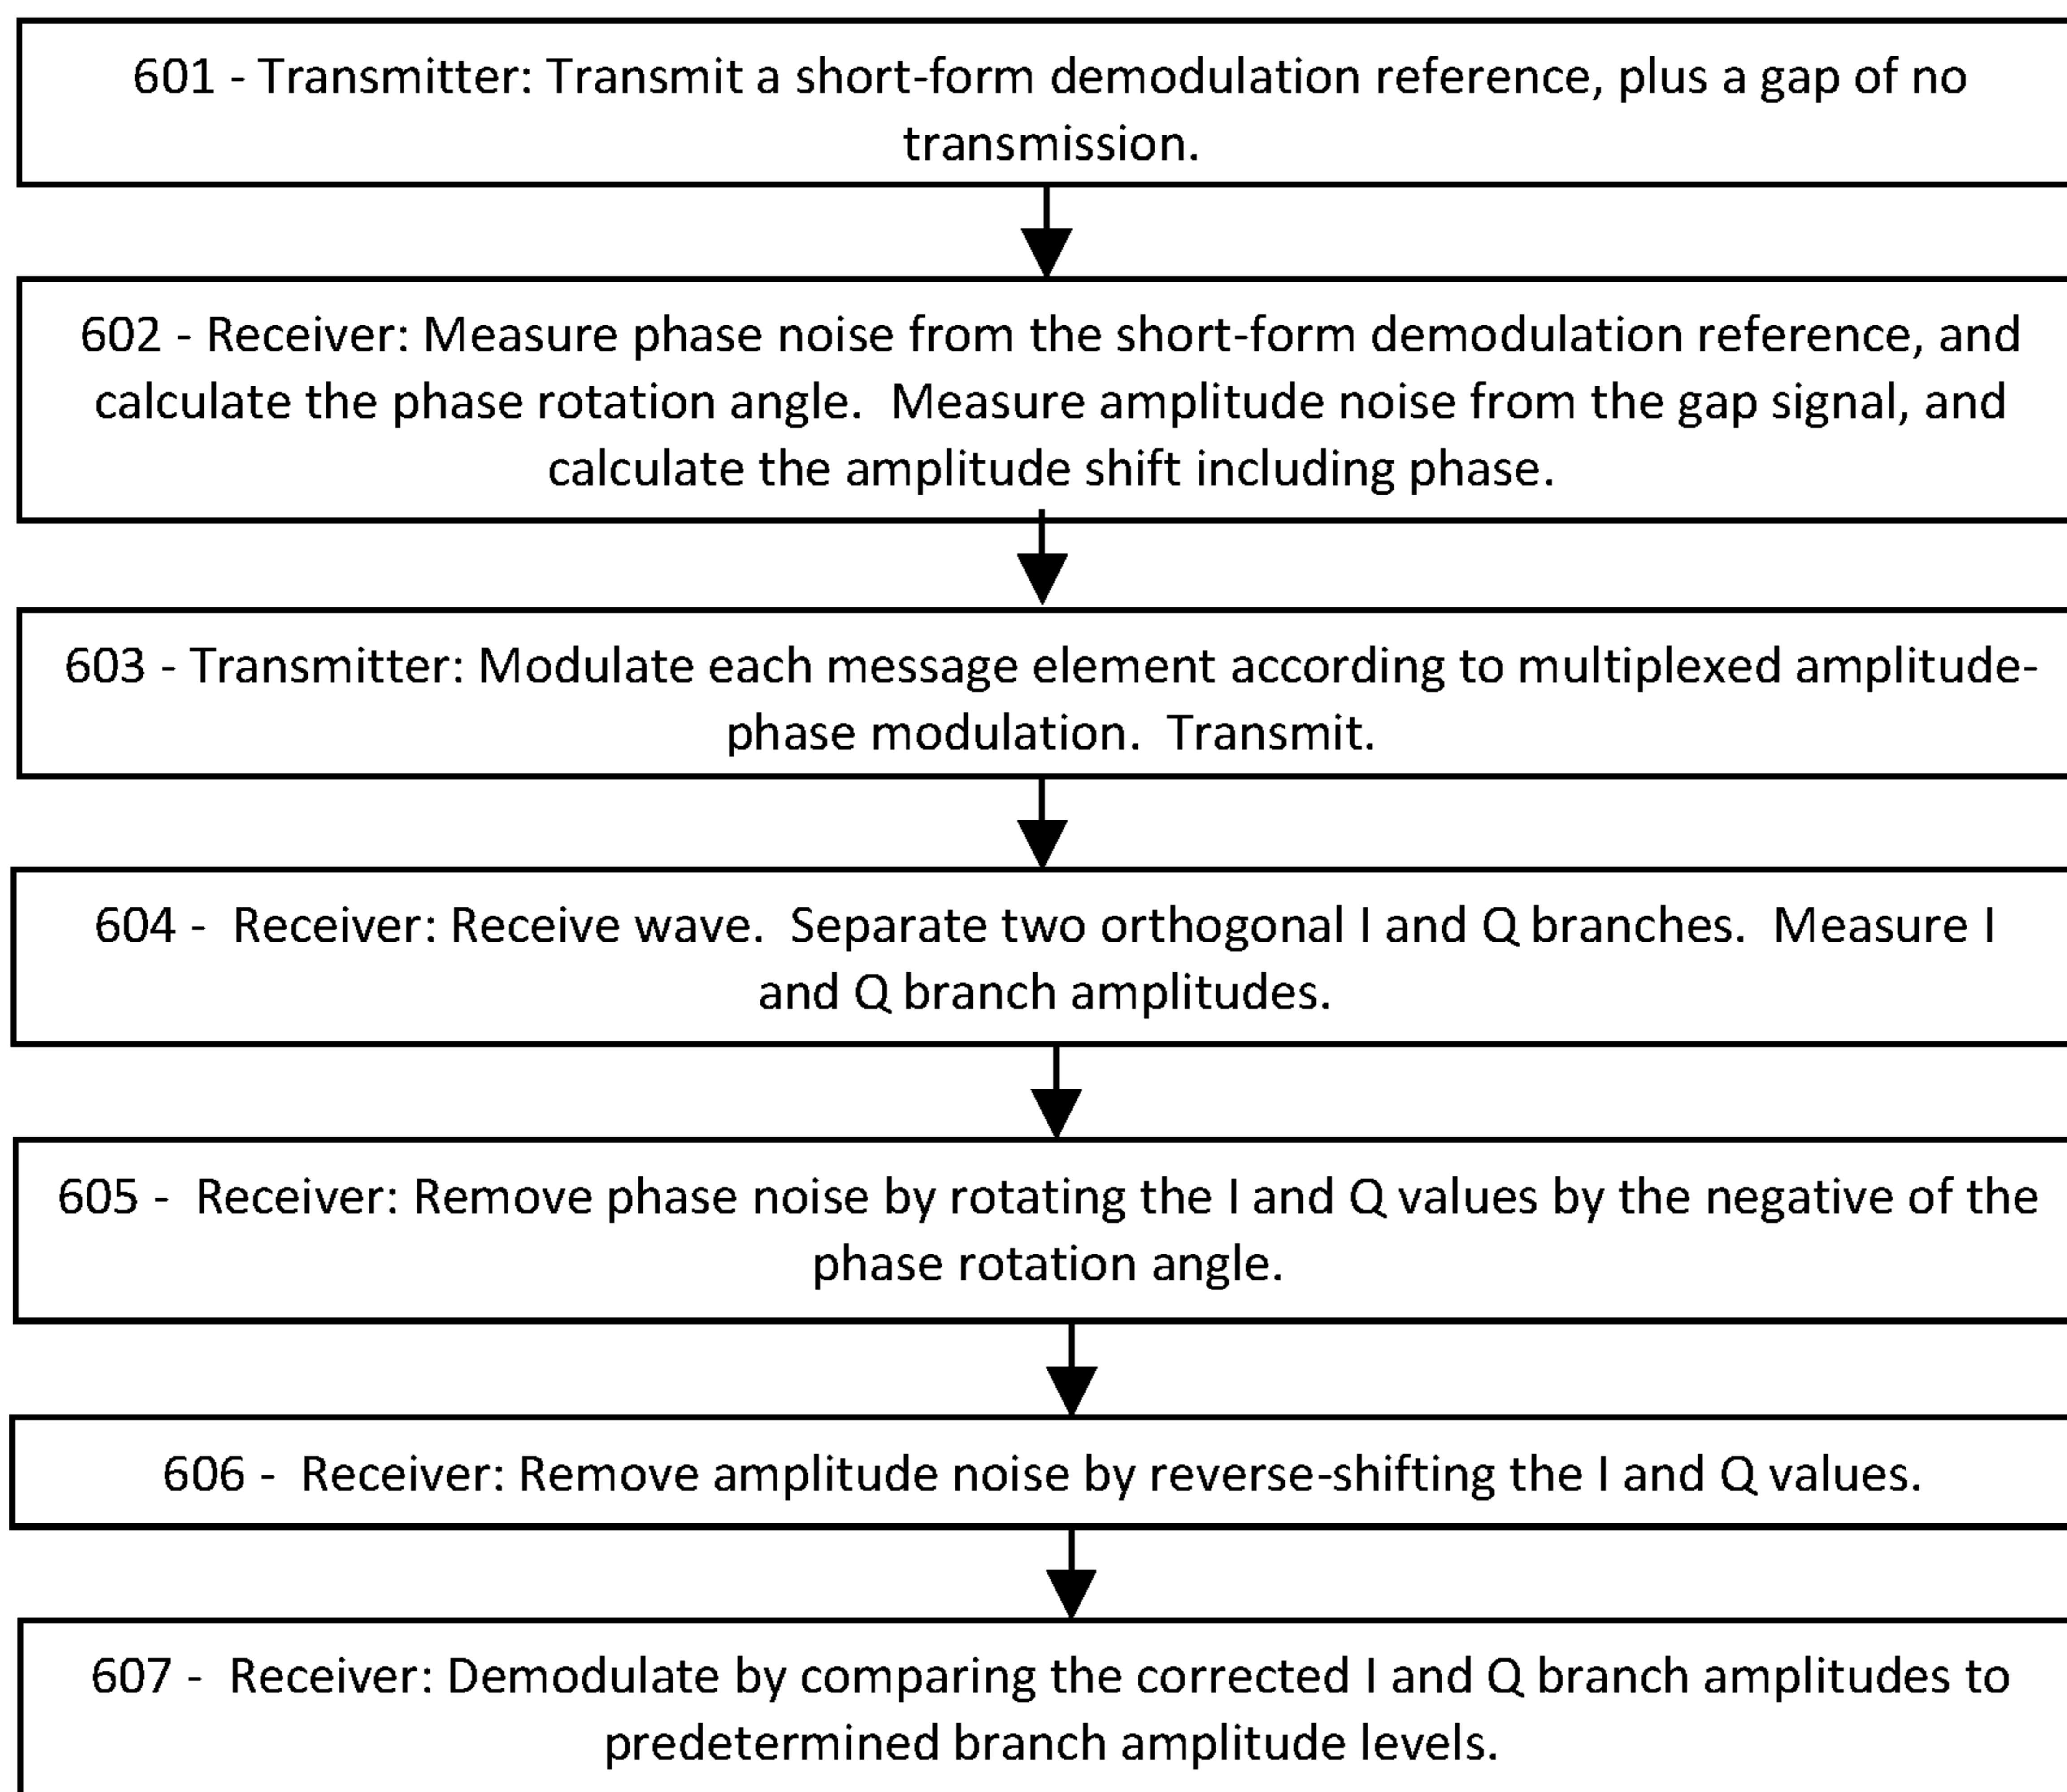 601 - Transmitter: Transmit a short-form demodulation reference, plus a gap of no
transmission.
602 - Receiver: Measure phase noise from the short-form demodulation reference, and
calculate the phase rotation angle.  Measure amplitude noise from the gap signal, and
calculate the amplitude shift including phase.
603 - Transmitter: Modulate each message element according to multiplexed amplitude-
phase modulation.  Transmit.
604 -  Receiver: Receive wave.  Separate two orthogonal I and Q branches.  Measure I
and Q branch amplitudes.
605 -  Receiver: Remove phase noise by rotating the I and Q values by the negative of the
phase rotation angle.
606 -  Receiver: Remove amplitude noise by reverse-shifting the I and Q values.
607 -  Receiver: Demodulate by comparing the corrected I and Q branch amplitudes to
predetermined branch amplitude levels.